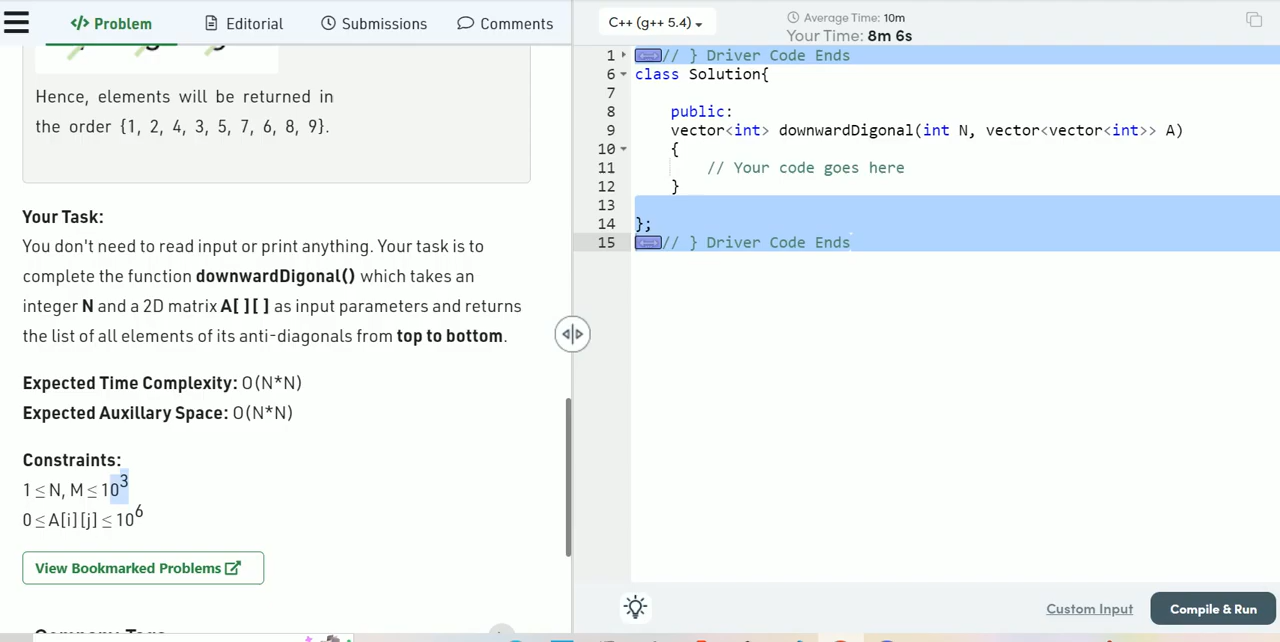 </> Problem
Editorial
Submissions
Comments
C++ (g++ 5.4)
Average Time: 10m
Your Time: 8m 6s
Hence, elements will be returned in
the order {1, 2, 4, 3, 5, 7, 6, 8, 9}.
Your Task:
You don't need to read input or print anything. Your task is to
complete the function downwardDigonal() which takes an
integer N and a 2D matrix A[ ][ ] as input parameters and returns
the list of all elements of its anti-diagonals from top to bottom.
Expected Time Complexity: O(N*N)
Expected Auxillary Space: O(N*N)
Constraints:
1 ≤ N, M ≤ 10^3
0 ≤ A[i][j] ≤ 10^6
View Bookmarked Problems
Company Tags
1 // } Driver Code Ends
6 class Solution{
7
8 public:
9 vector<int> downwardDigonal(int N, vector<vector<int>> A)
10 {
11 // Your code goes here
12 }
13
14 };
15 // } Driver Code Ends
Custom Input
Compile & Run